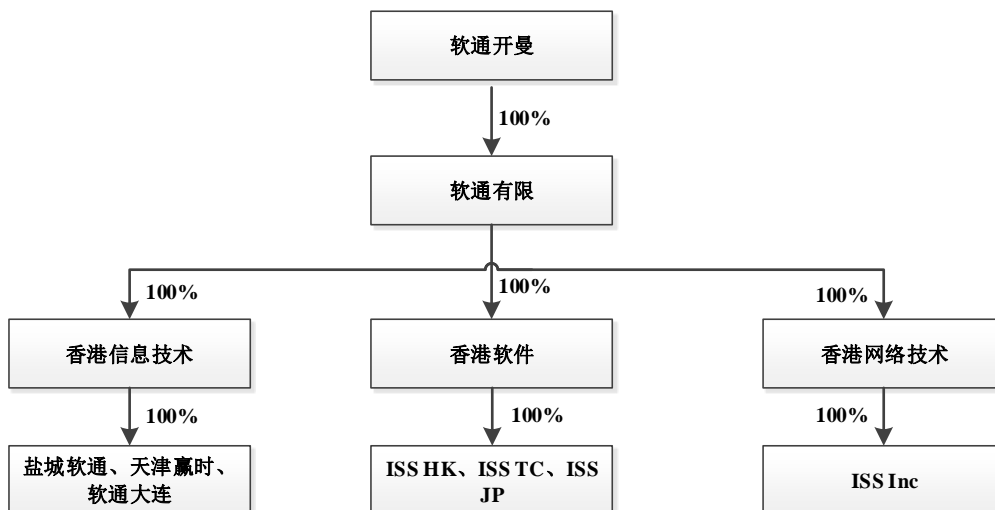 软通开曼
100%
软通有限
100%
100%
100%
香港信息技术
香港软件
香港网络技术
100%
100%
100%
盐城软通、天津赢时、
软通大连
ISS HK、ISS TC、ISS
JP
ISS Inc